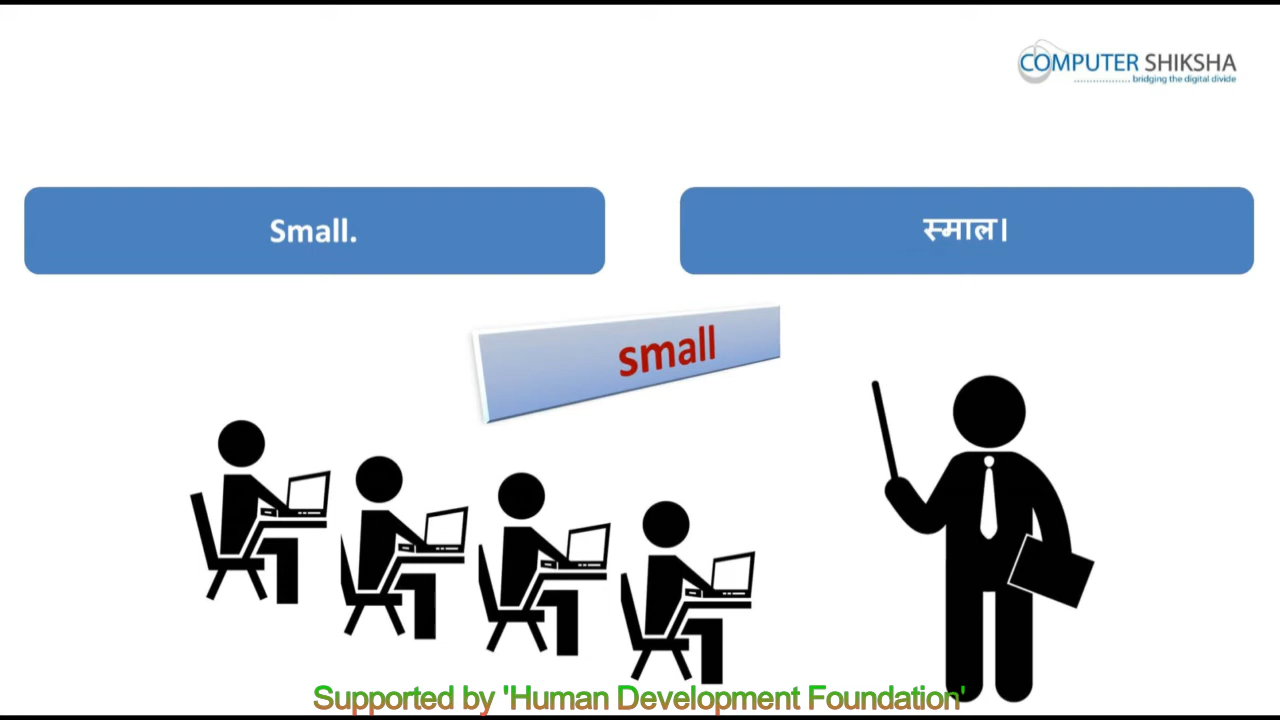 COMPUTER SHIKSHA
bridging the digital divide
Small.
स्माल।
small
Supported by 'Human Development Foundation'